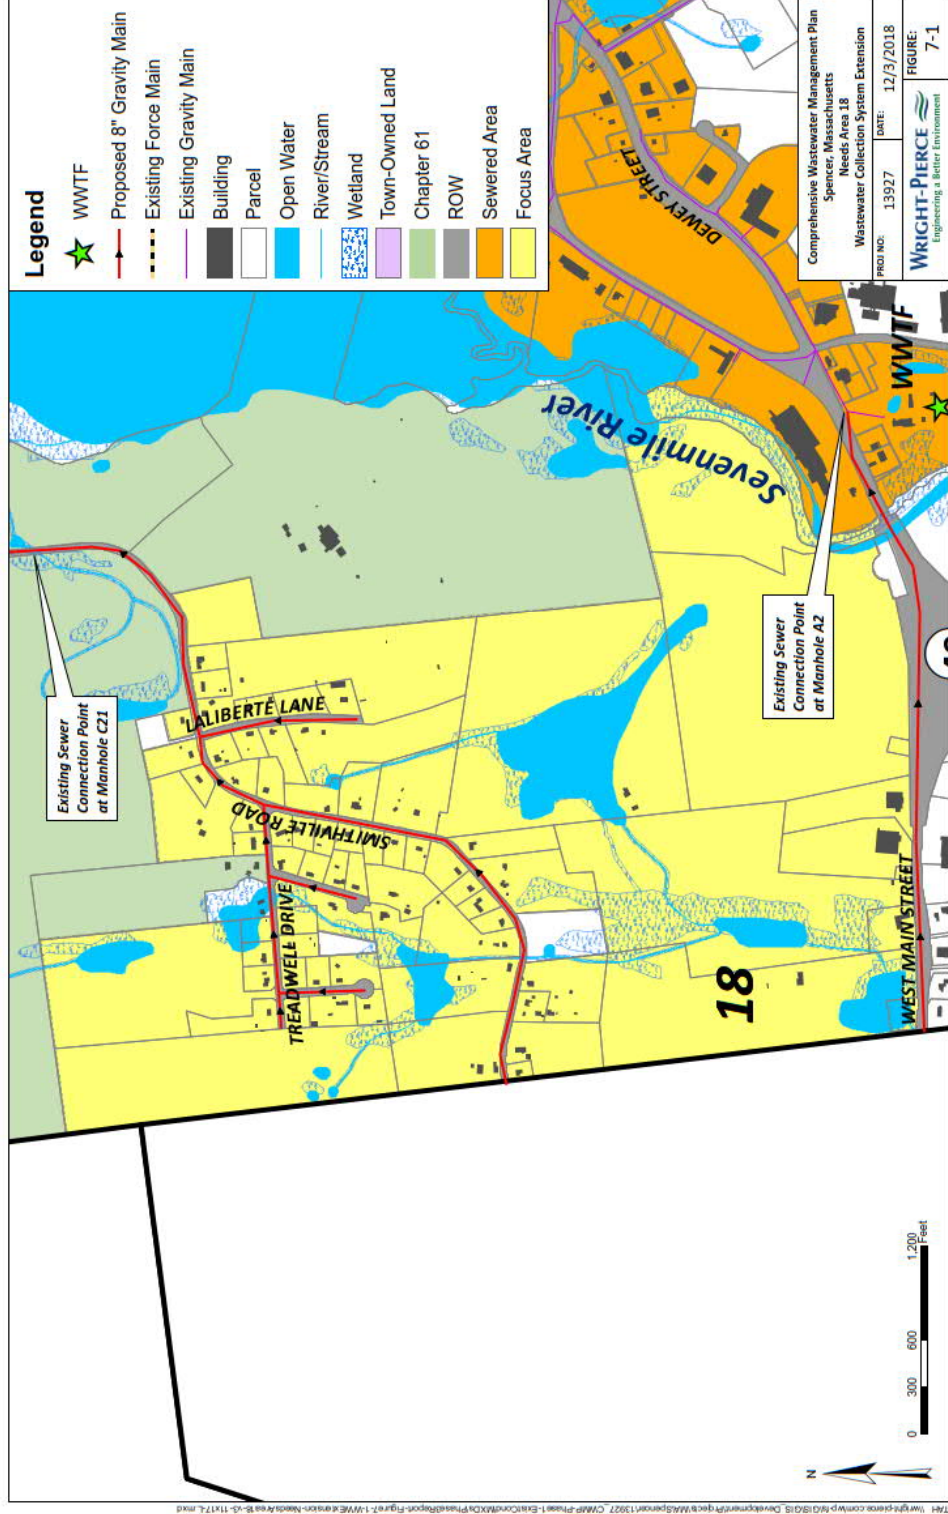 Legend
WWTF
Proposed 8" Gravity Main
Existing Force Main
Existing Gravity Main
Building
Parcel
Open Water
River/Stream
Wetland
Town-Owned Land
Chapter 61
ROW
Sewered Area
Focus Area
Existing Sewer
Connection Point
at Manhole C21
LALIBERTE LANE
SMITHVILLE ROAD
TREADWELL DRIVE
Sevenmile River
DEWEY STREET
Existing Sewer
Connection Point
at Manhole A2
18
WEST MAIN STREET
WWTF
N
0 300 600 1,200
Feet
Comprehensive Wastewater Management Plan
Spencer, Massachusetts
Needs Area 18
Wastewater Collection System Extension
PROJ NO: 13927 DATE: 12/3/2018
WRIGHT-PIERCE
Engineering a Better Environment
FIGURE:
7-1